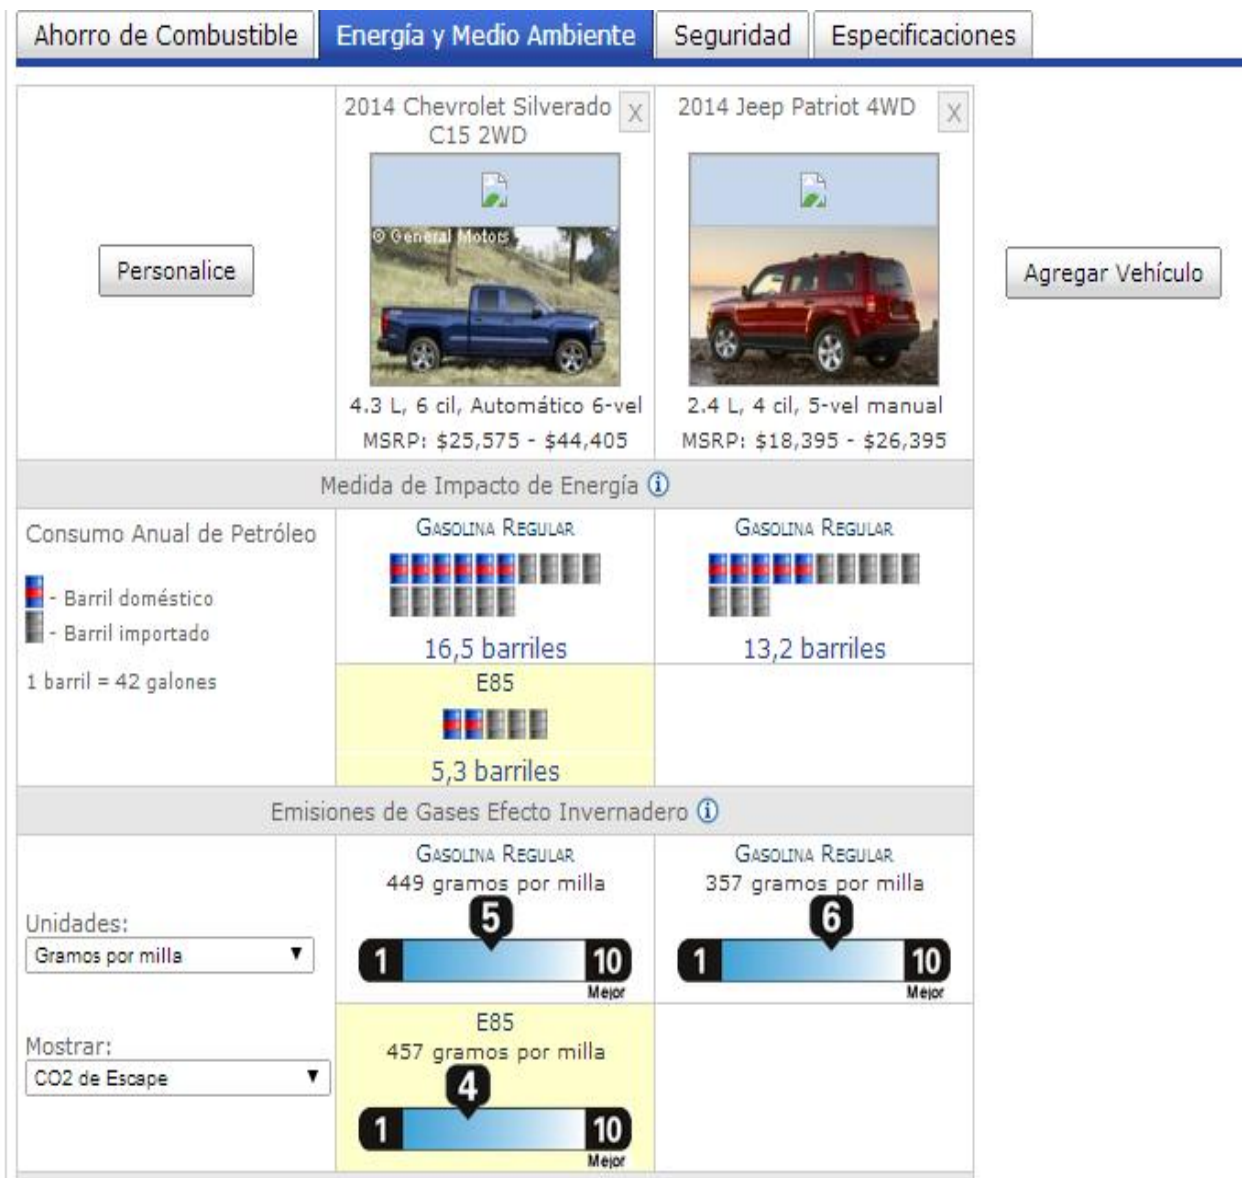 Ahorro de Combustible
Energía y Medio Ambiente
Seguridad
Especificaciones
2014 Chevrolet Silverado
C15 2WD
X
2014 Jeep Patriot 4WD
X
© General Motors
Personalice
Agregar Vehículo
4.3 L, 6 cil, Automático 6-vel
MSRP: $25,575 - $44,405
2.4 L, 4 cil, 5-vel manual
MSRP: $18,395 - $26,395
Medida de Impacto de Energía
Consumo Anual de Petróleo
- Barril doméstico
- Barril importado
1 barril = 42 galones
GASOLINA REGULAR
16,5 barriles
GASOLINA REGULAR
13,2 barriles
E85
5,3 barriles
Emisiones de Gases Efecto Invernadero
Unidades:
Gramos por milla
GASOLINA REGULAR
449 gramos por milla
5
1 10
Mejor
GASOLINA REGULAR
357 gramos por milla
6
1 10
Mejor
Mostrar:
CO2 de Escape
E85
457 gramos por milla
4
1 10
Mejor